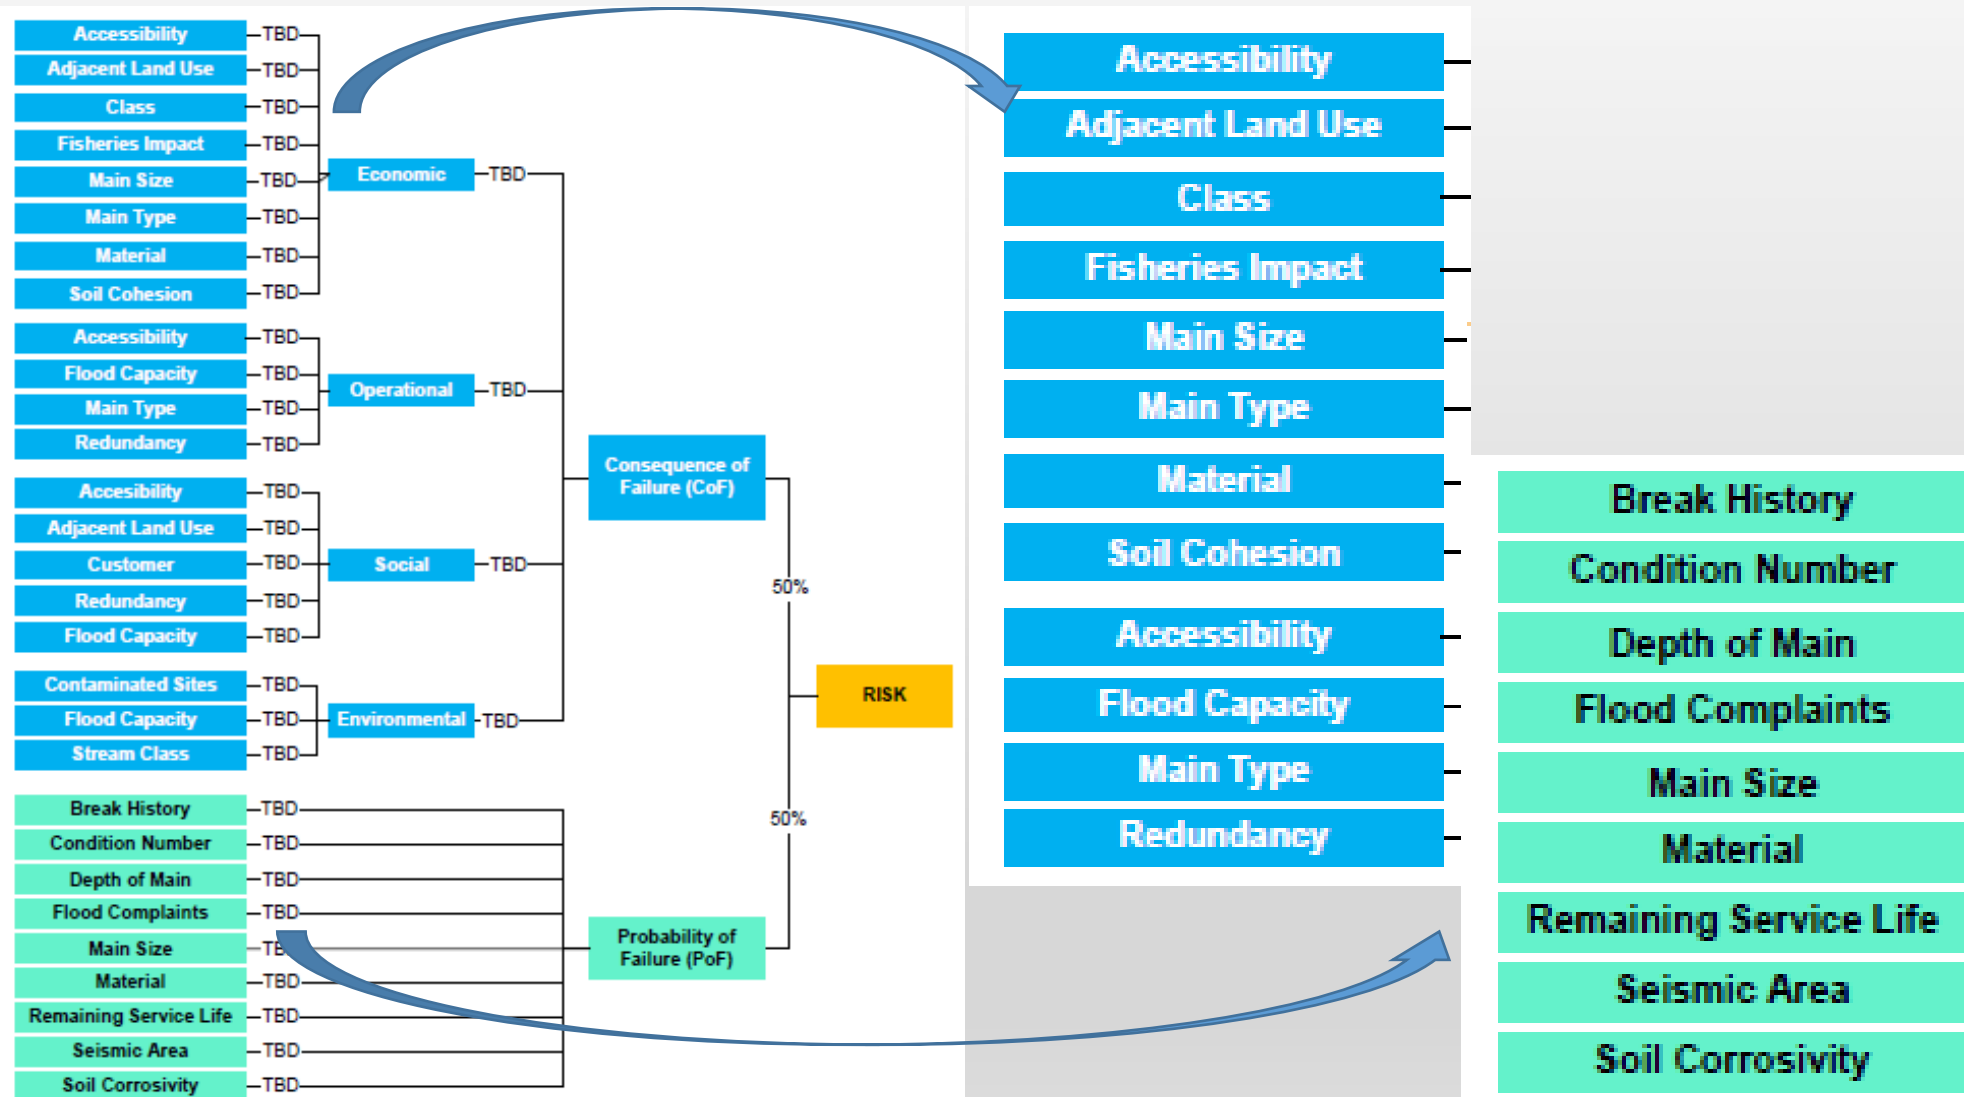 Accessibility
TBD
Adjacent Land Use
TBD
Class
TBD
Fisheries Impact
TBD
Main Size
TBD
Main Type
TBD
Material
TBD
Soil Cohesion
TBD
Economic
TBD
Accessibility
TBD
Flood Capacity
TBD
Main Type
TBD
Redundancy
TBD
Operational
TBD
Accesibility
TBD
Adjacent Land Use
TBD
Customer
TBD
Redundancy
TBD
Flood Capacity
TBD
Social
TBD
Contaminated Sites
TBD
Flood Capacity
TBD
Stream Class
TBD
Environmental
TBD
Consequence of
Failure (CoF)
50%
Break History
TBD
Condition Number
TBD
Depth of Main
TBD
Flood Complaints
TBD
Main Size
Material
TBD
Remaining Service Life
TBD
Seismic Area
TBD
Soil Corrosivity
TBD
Probability of
Failure (PoF)
50%
RISK
Accessibility
Adjacent Land Use
Class
Fisheries Impact
Main Size
Main Type
Material
Soil Cohesion
Accessibility
Flood Capacity
Main Type
Redundancy
Break History
Condition Number
Depth of Main
Flood Complaints
Main Size
Material
Remaining Service Life
Seismic Area
Soil Corrosivity